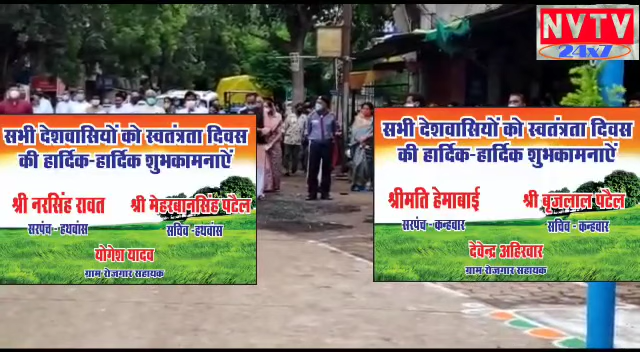 NVTV
24x7
सभी देशवासियों को स्वतंत्रता दिवस
की हार्दिक-हार्दिक शुभकामनाऐं
श्री नरसिंह रावत
श्री मेहरबानसिंह पटैल
सरपंच - हथवांस
सचिव - हथवांस
योगेश यादव
ग्राम रोजगार सहायक
सभी देशवासियों को स्वतंत्रता दिवस
की हार्दिक-हार्दिक शुभकामनाऐं
श्रीमति हेमाबाई
श्री बृजलाल पटैल
सरपंच - कन्हवार
सचिव - कन्हवार
देवेन्द्र अहिरवार
ग्राम रोजगार सहायक